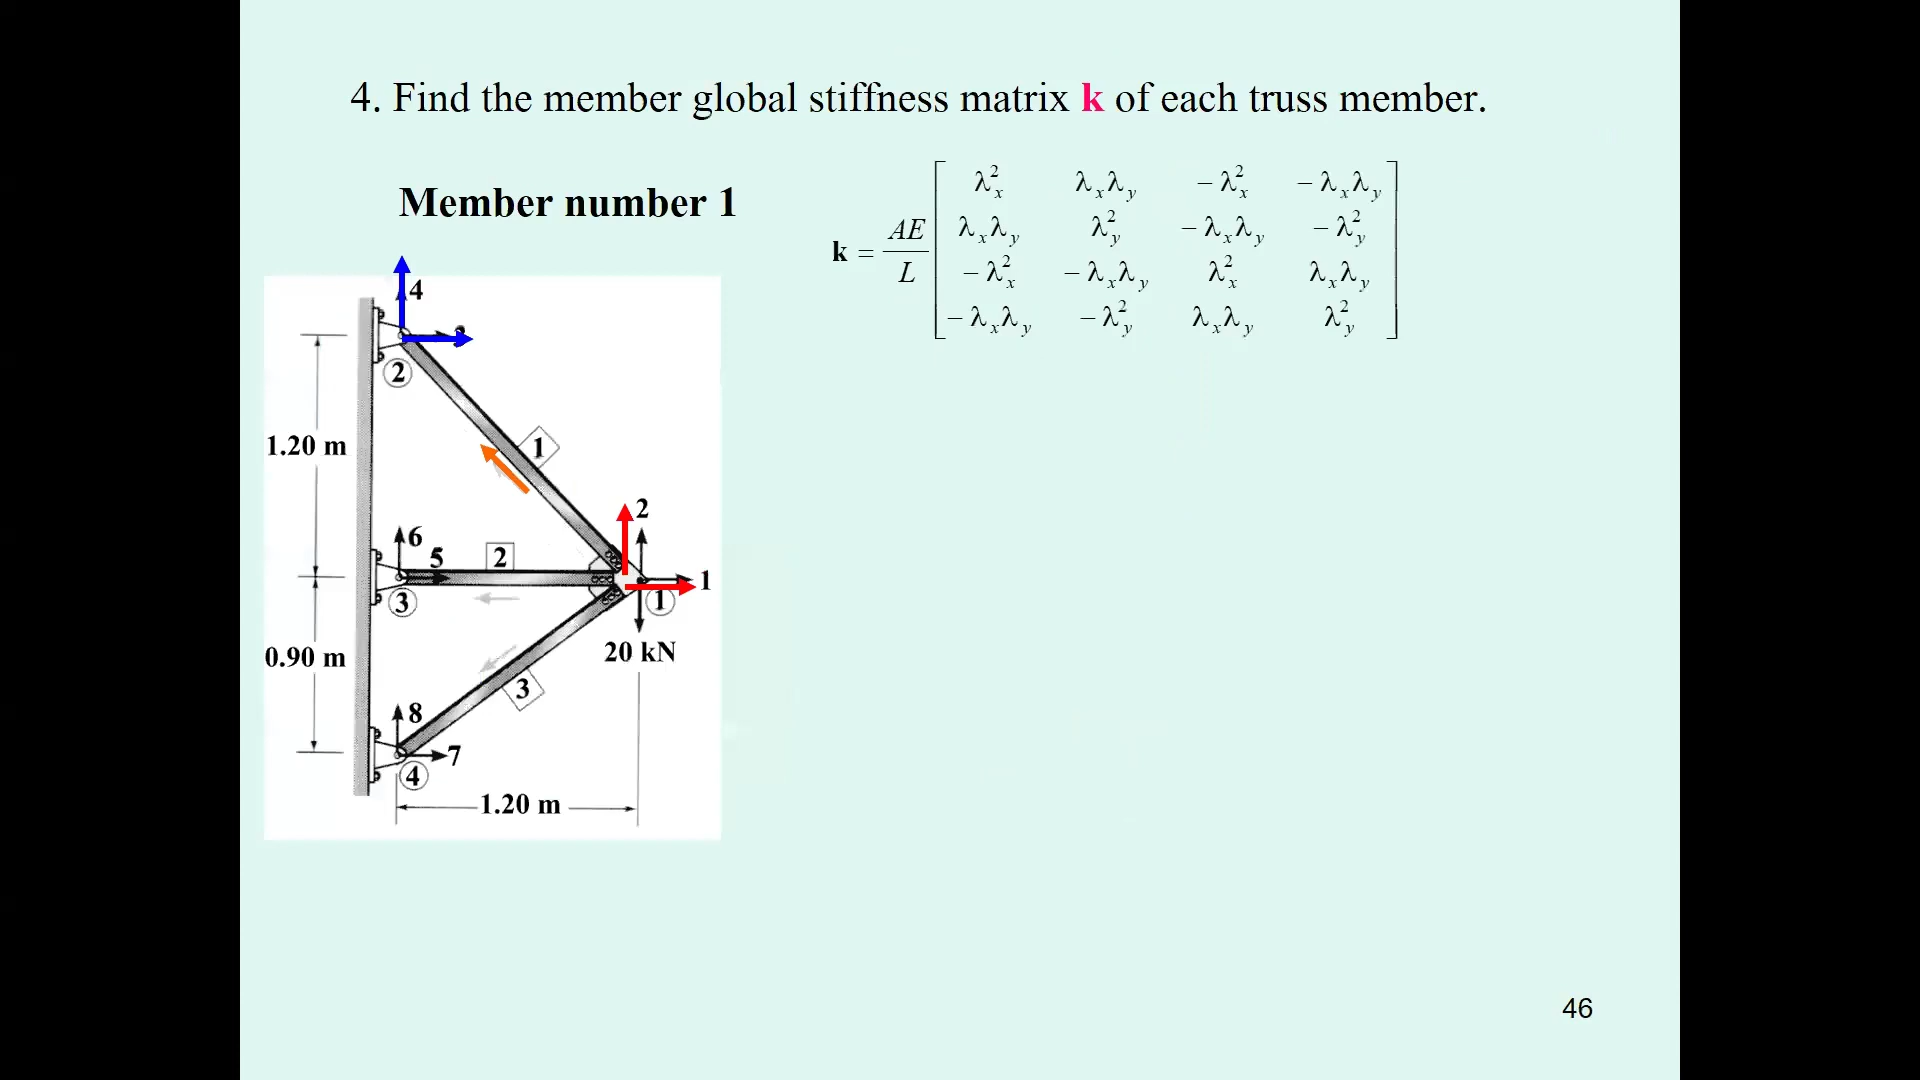 4. Find the member global stiffness matrix k of each truss member.
Member number 1
k = AE/L
λx² λxλy −λx² −λxλy
λxλy λy² −λxλy −λy²
−λx² −λxλy λx² λxλy
−λxλy −λy² λxλy λy²
4
2
1.20 m
1
2
6
5
2
1
3
1
0.90 m
20 kN
3
8
7
4
1.20 m
46